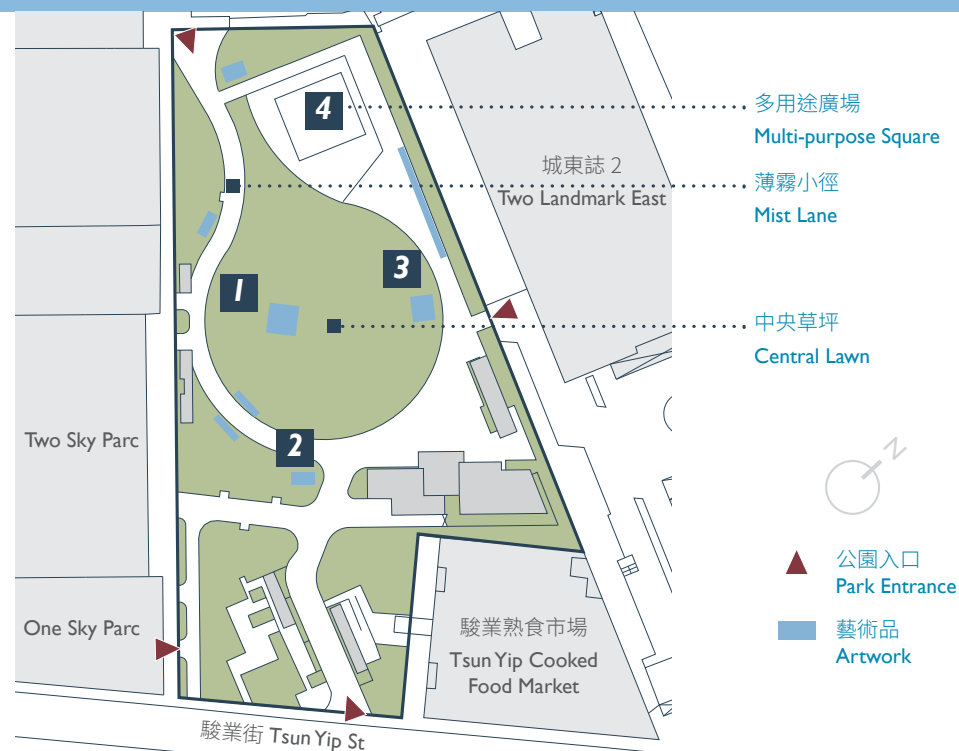 4
多用途廣場
Multi-purpose Square
城東誌 2
Two Landmark East
薄霧小徑
Mist Lane
3
1
中央草坪
Central Lawn
Two Sky Parc
2
N
公園入口
Park Entrance
One Sky Parc
駿業熟食市場
Tsun Yip Cooked
Food Market
藝術品
Artwork
駿業街 Tsun Yip St